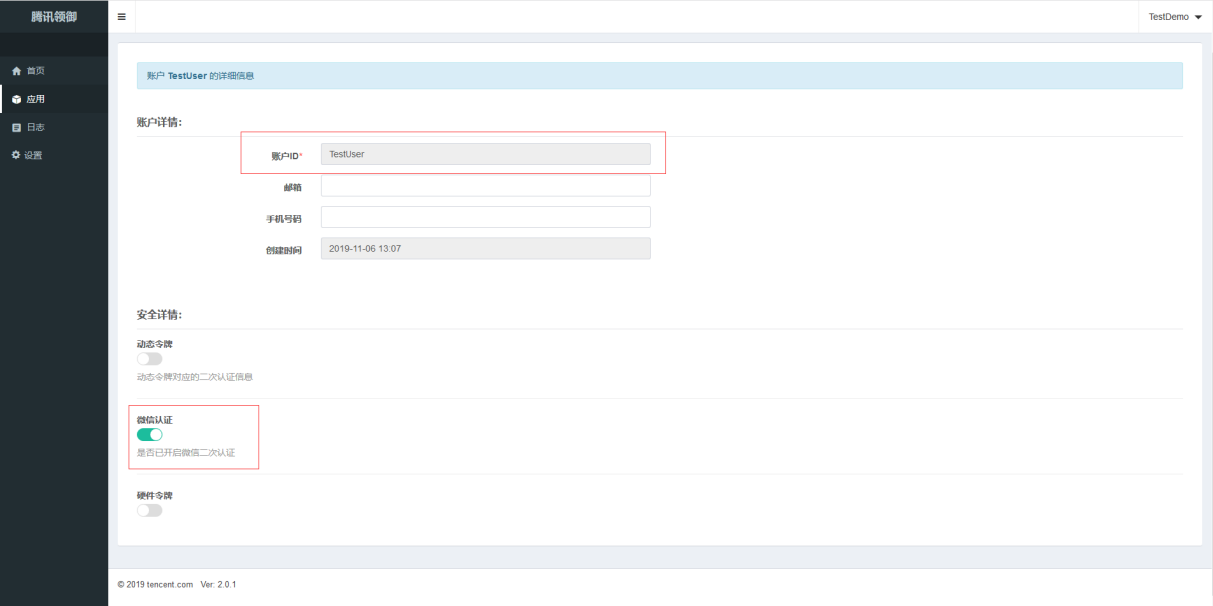 腾讯领御
TestDemo
首页
应用
日志
设置
账户 TestUser 的详细信息
账户详情:
账户ID* TestUser
邮箱
手机号码
创建时间 2019-11-06 13:07
安全详情:
动态令牌
动态令牌对应的二次认证信息
微信认证
是否已开启微信二次认证
硬件令牌
© 2019 tencent.com Ver: 2.0.1